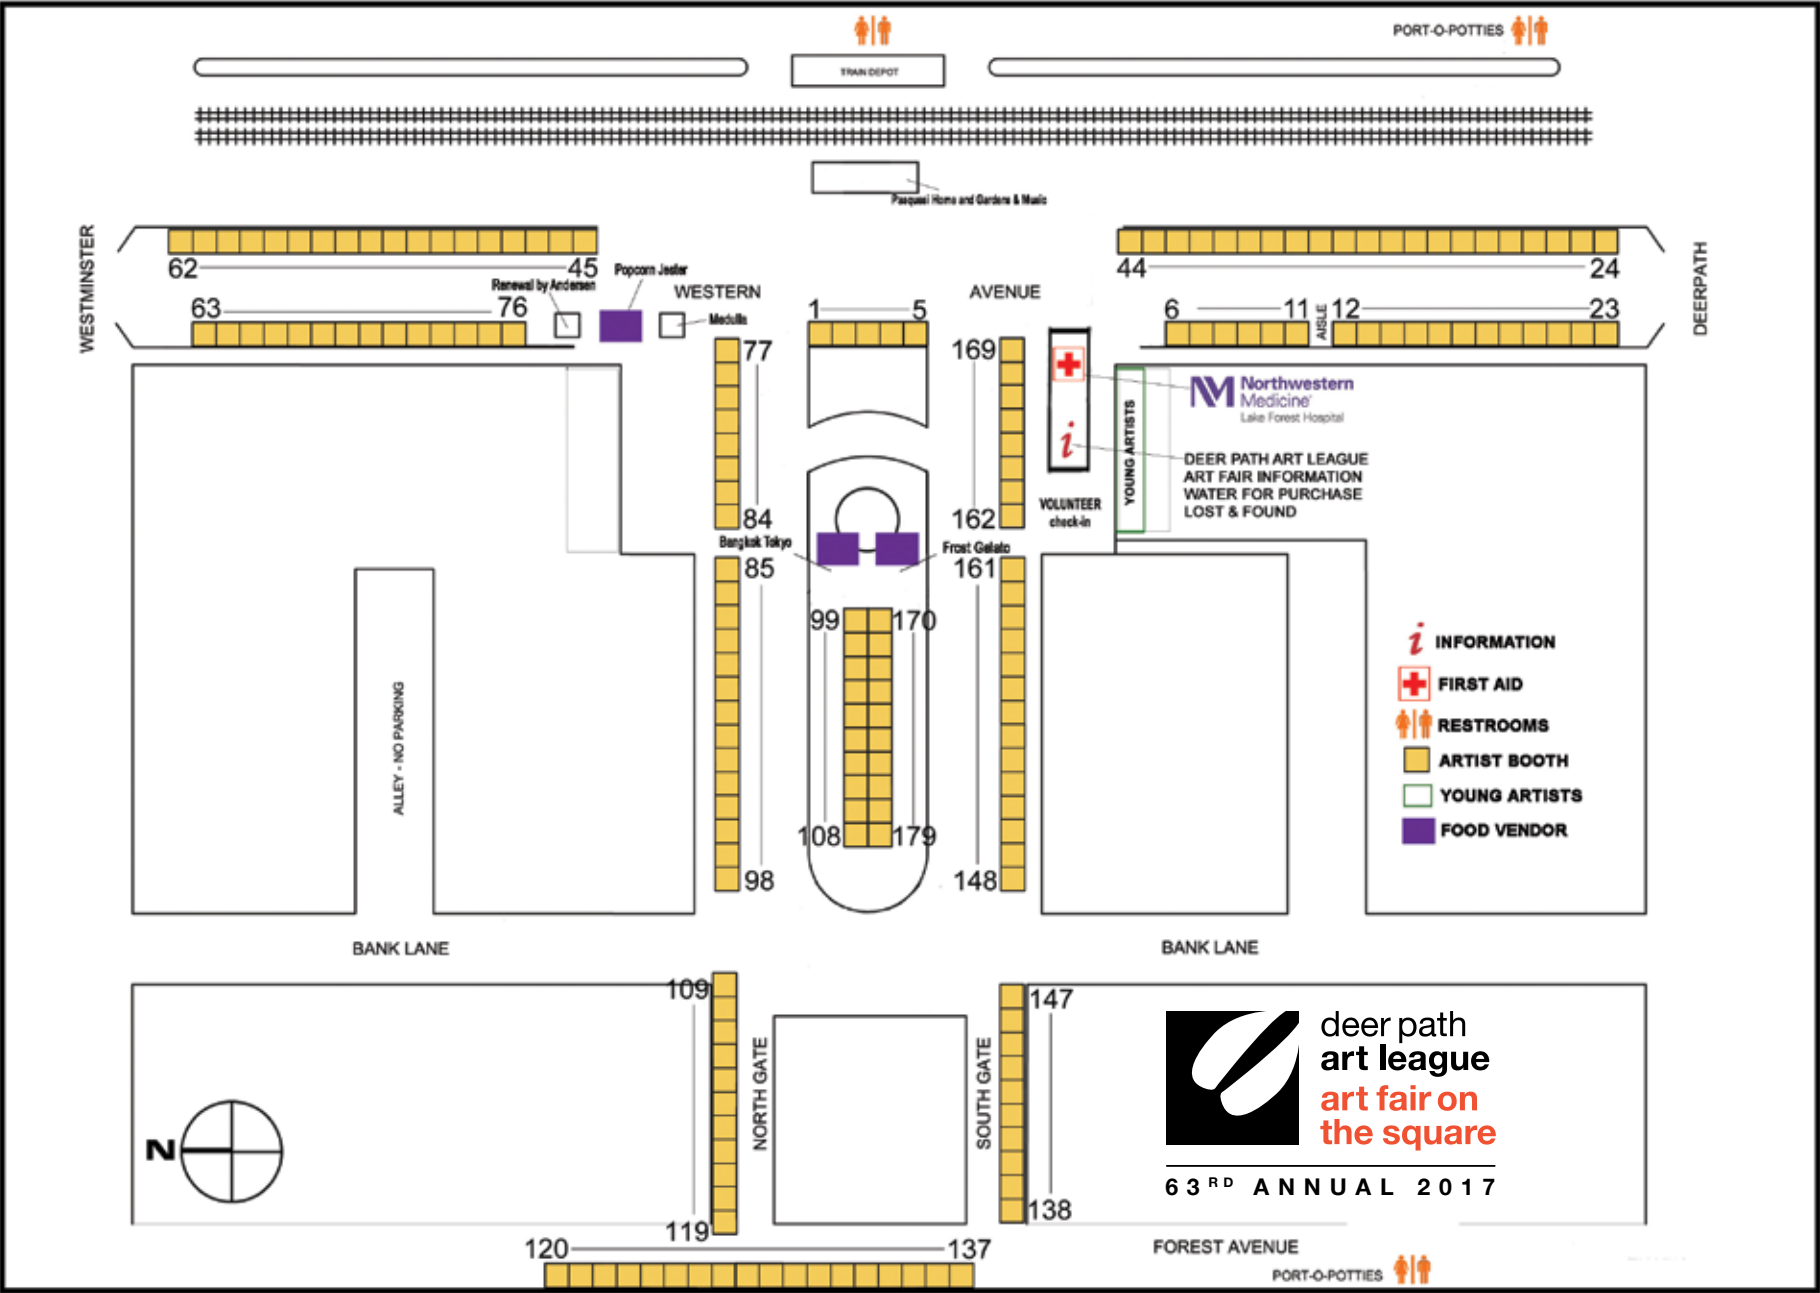 PORT-O-POTTIES
TRAIN DEPOT
Pasquesi Home and Gardens & Music
WESTMINSTER
62
45
44
24
DEERPATH
Renewal by Andersen
Popcorn Jester
WESTERN
AVENUE
63
76
Medulla
1
5
6
11
AISLE
12
23
77
169
Northwestern
Medicine
Lake Forest Hospital
YOUNG ARTISTS
i
DEER PATH ART LEAGUE
ART FAIR INFORMATION
WATER FOR PURCHASE
LOST & FOUND
VOLUNTEER
check-in
84
162
Bangkok Tokyo
Frost Gelato
85
161
99
170
i INFORMATION
FIRST AID
RESTROOMS
ARTIST BOOTH
YOUNG ARTISTS
FOOD VENDOR
ALLEY - NO PARKING
108
179
98
148
BANK LANE
BANK LANE
109
147
NORTH GATE
SOUTH GATE
deer path
art league
art fair on
the square
63RD ANNUAL 2017
N
119
138
120
137
FOREST AVENUE
PORT-O-POTTIES